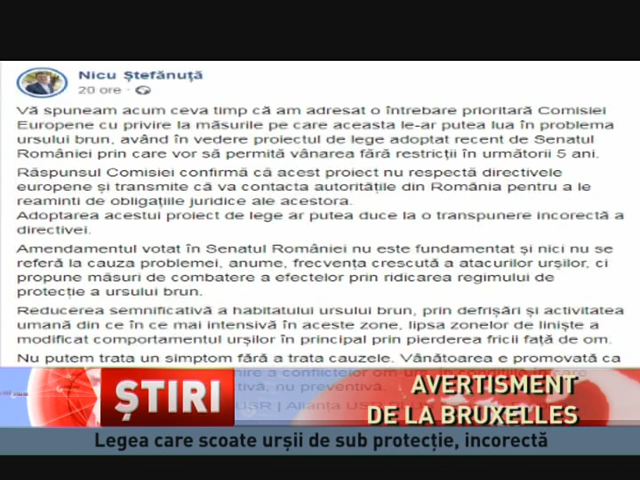 Nicu Ștefănuță
20 ore ·
Vă spuneam acum ceva timp că am adresat o întrebare prioritară Comisiei
Europene cu privire la măsurile pe care aceasta le-ar putea lua în problema
ursului brun, având în vedere proiectul de lege adoptat recent de Senatul
României prin care vor să permită vânarea fără restricții în următorii 5 ani.
Răspunsul Comisiei confirmă că acest proiect nu respectă directivele
europene și transmite că va contacta autoritățile din România pentru a le
reaminti de obligațiile juridice ale acestora.
Adoptarea acestui proiect de lege ar putea duce la o transpunere incorectă a
directivei.
Amendamentul votat în Senatul României nu este fundamentat și nici nu se
referă la cauza problemei, anume, frecvența crescută a atacurilor urșilor, ci
propune măsuri de combatere a efectelor prin ridicarea regimului de
protecție a ursului brun.
Reducerea semnificativă a habitatului ursului brun, prin defrișări și activitatea
umană din ce în ce mai intensivă în aceste zone, lipsa zonelor de liniște a
modificat comportamentul urșilor în principal prin pierderea fricii față de om.
Nu putem trata un simptom fără a trata cauzele. Vânătoarea e promovată ca
a conflictelor om-urs, în condițiile în care
nu preventivă.
ȘTIRI
AVERTISMENT
DE LA BRUXELLES
Legea care scoate urșii de sub protecție, incorectă